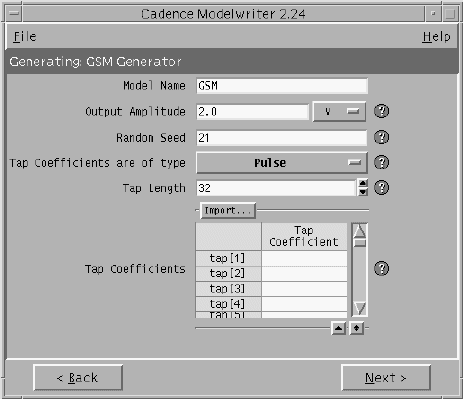 Cadence Modelwriter 2.24
File Help
Generating: GSM Generator
Model Name GSM
Output Amplitude 2.0 V ?
Random Seed 21 ?
Tap Coefficients are of type Pulse ?
Tap Length 32 ?
Import...
Tap
Coefficient
Tap Coefficients ?
tap[1]
tap[2]
tap[3]
tap[4]
tap[5]
< Back Next >